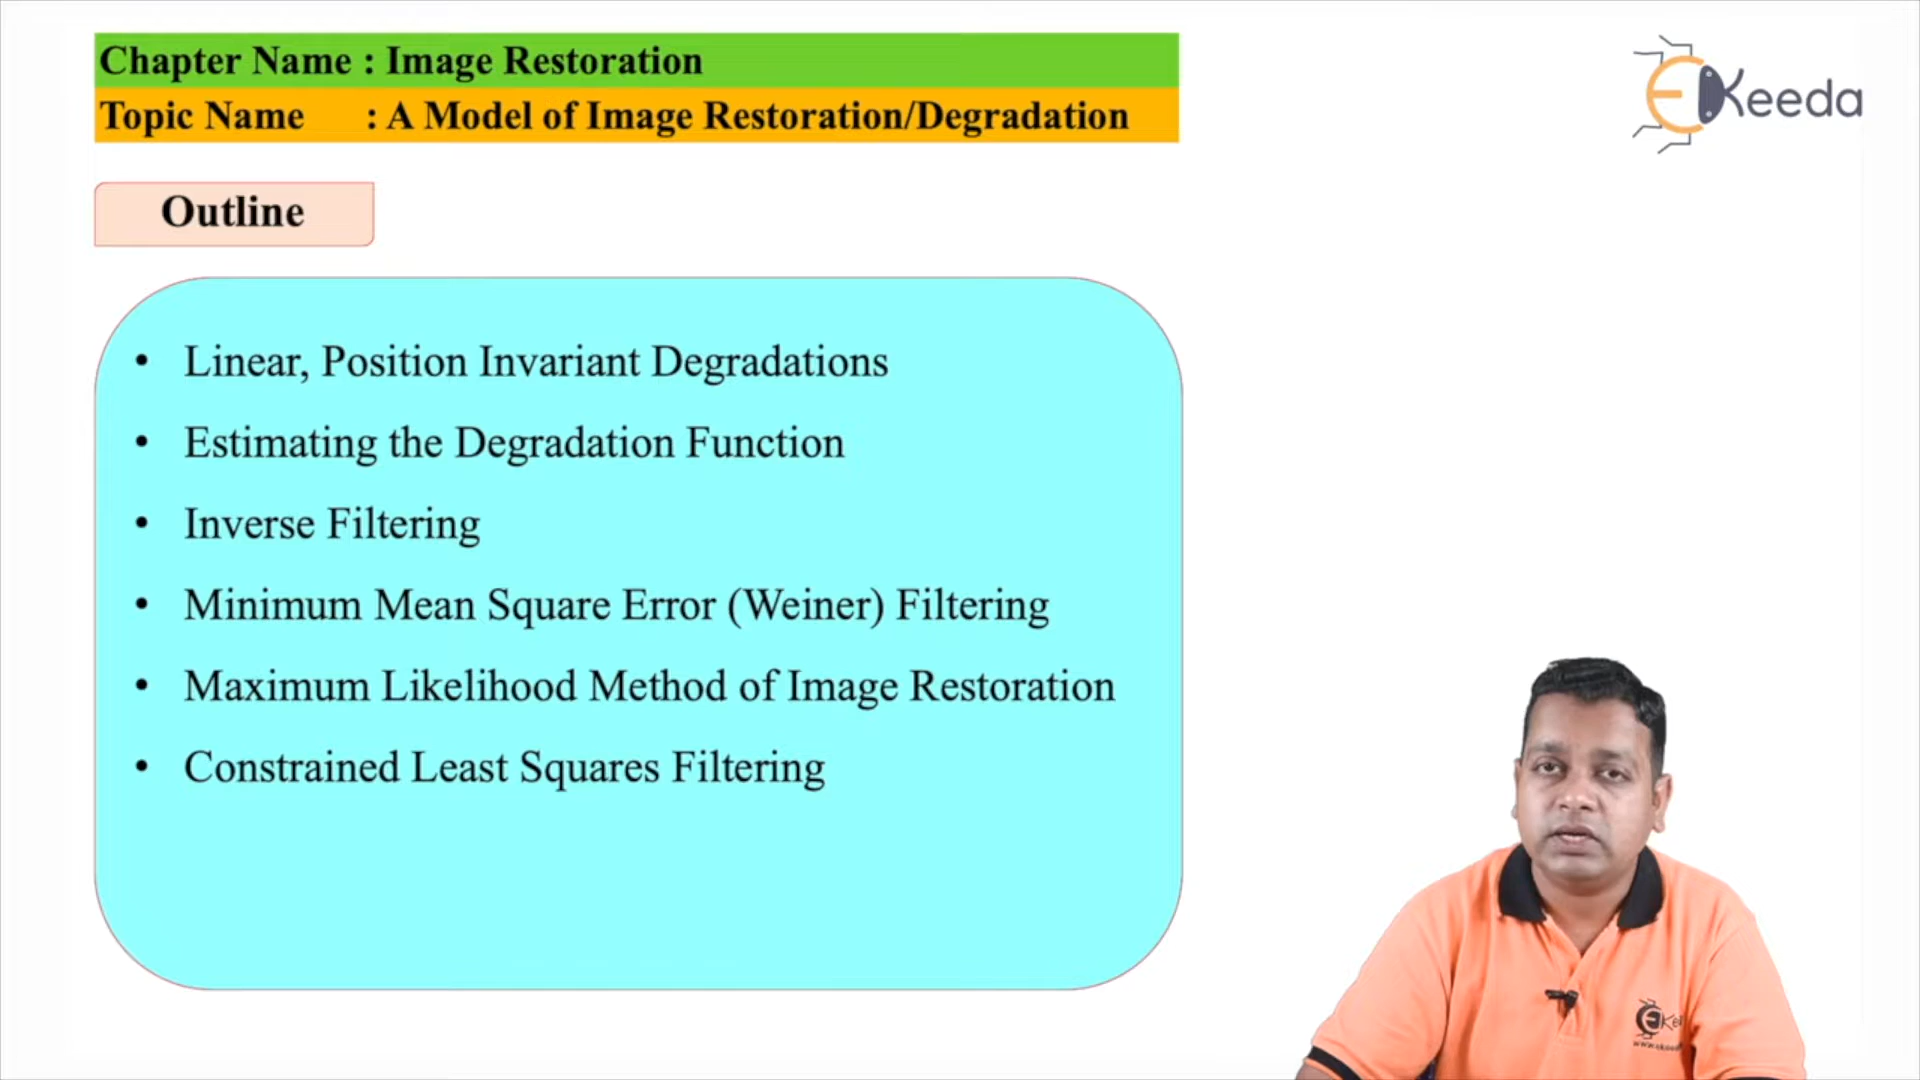 Chapter Name : Image Restoration
Topic Name : A Model of Image Restoration/Degradation
EKeeda
Outline
• Linear, Position Invariant Degradations
• Estimating the Degradation Function
• Inverse Filtering
• Minimum Mean Square Error (Weiner) Filtering
• Maximum Likelihood Method of Image Restoration
• Constrained Least Squares Filtering